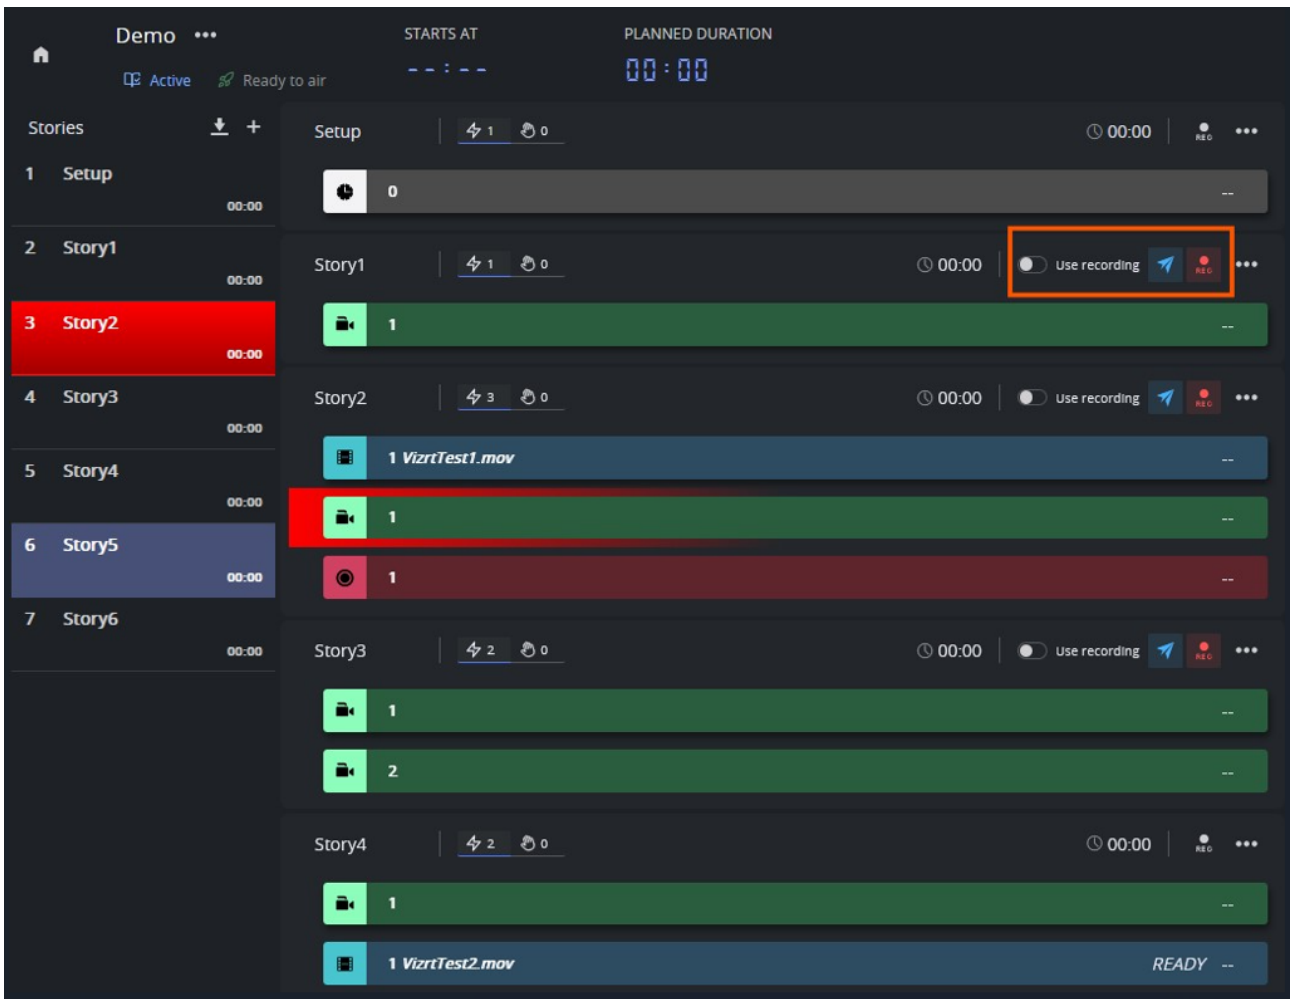 Demo •••
STARTS AT
PLANNED DURATION
Active
Ready to air
--:--
00:00
Stories
1 Setup
00:00
2 Story1
00:00
3 Story2
00:00
4 Story3
00:00
5 Story4
00:00
6 Story5
00:00
7 Story6
00:00
Setup 1 0 00:00 REC •••
0 --
Story1 1 0 00:00 Use recording REC •••
1 --
Story2 3 0 00:00 Use recording REC •••
1 VizrtTest1.mov --
1 --
1 --
Story3 2 0 00:00 Use recording REC •••
1 --
2 --
Story4 2 0 00:00 REC •••
1 --
1 VizrtTest2.mov READY --